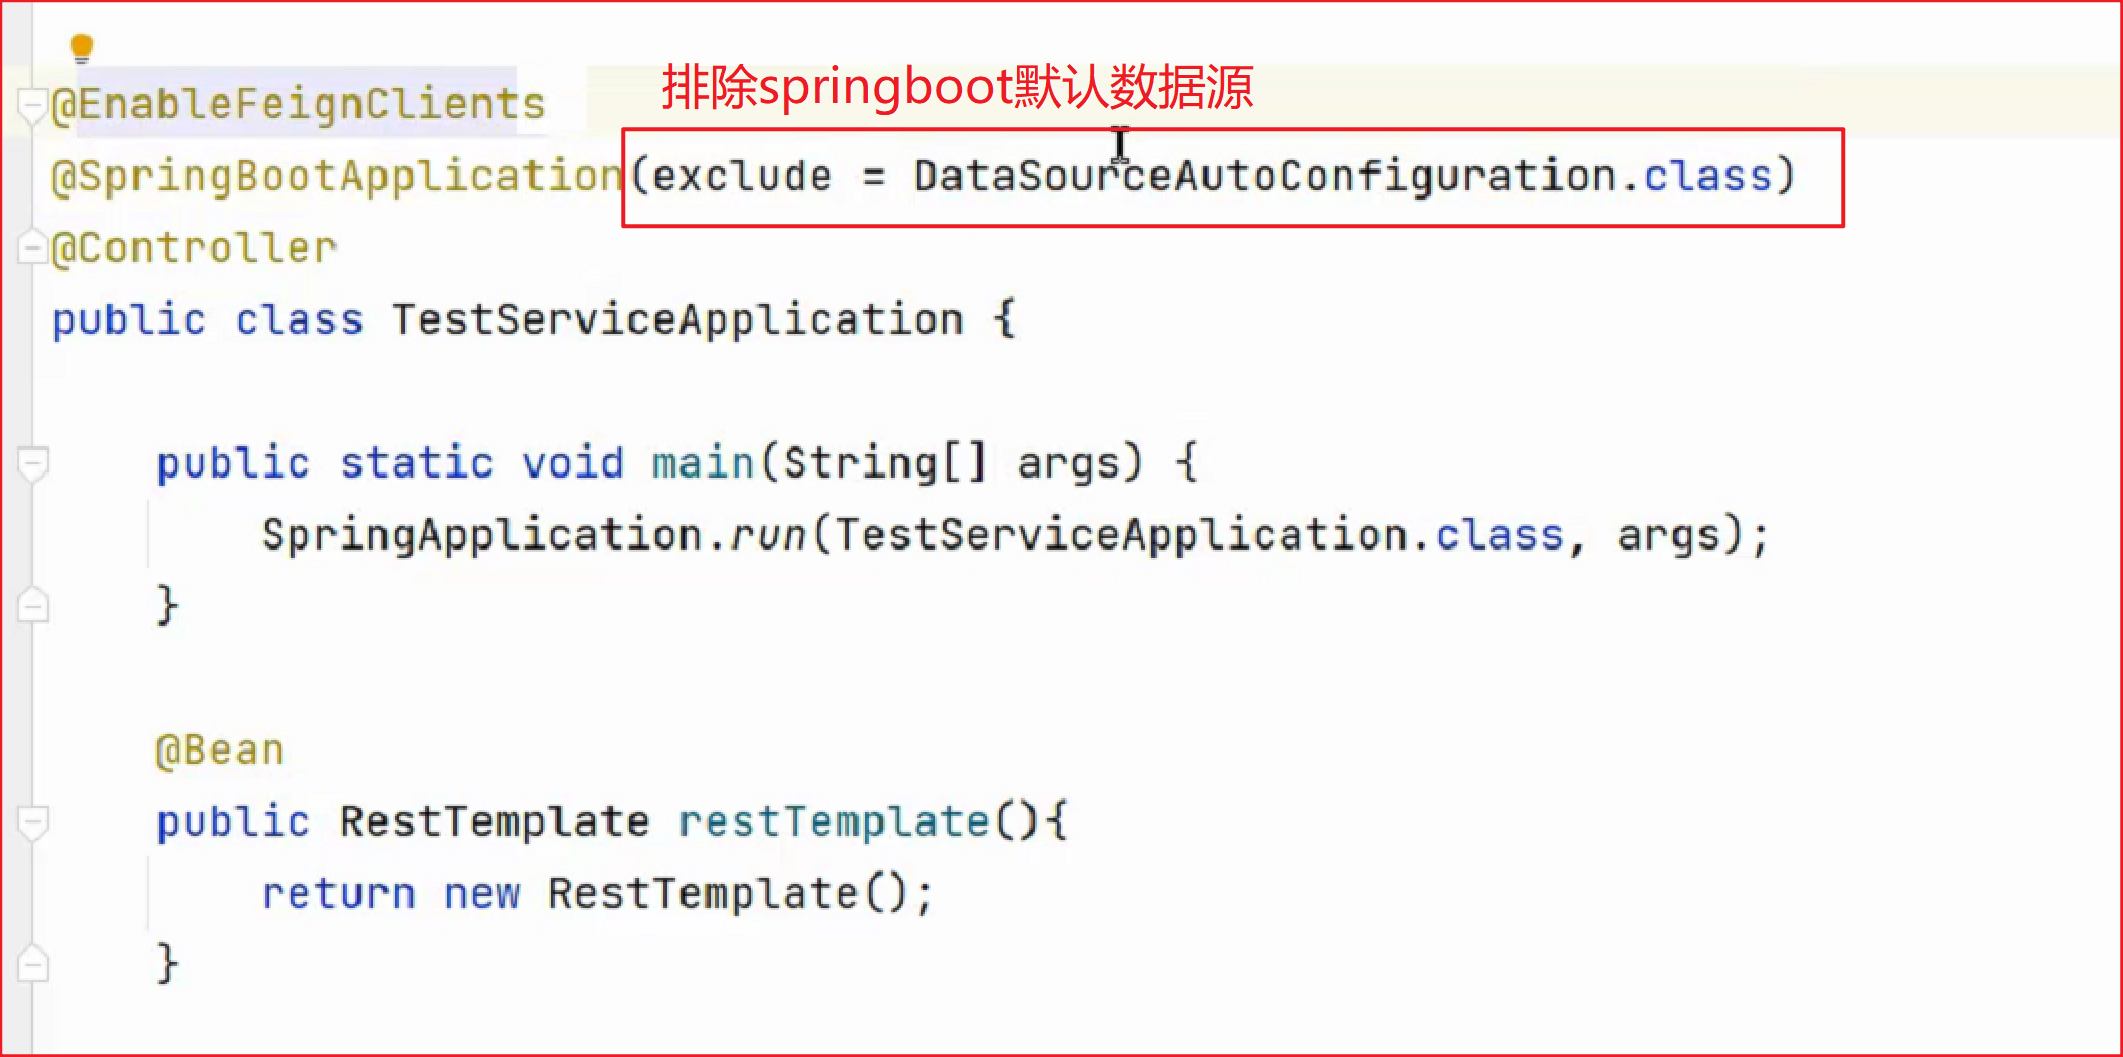 排除springboot默认数据源
@EnableFeignClients
@SpringBootApplication(exclude = DataSourceAutoConfiguration.class)
@Controller
public class TestServiceApplication {
public static void main(String[] args) {
SpringApplication.run(TestServiceApplication.class, args);
}
@Bean
public RestTemplate restTemplate(){
return new RestTemplate();
}